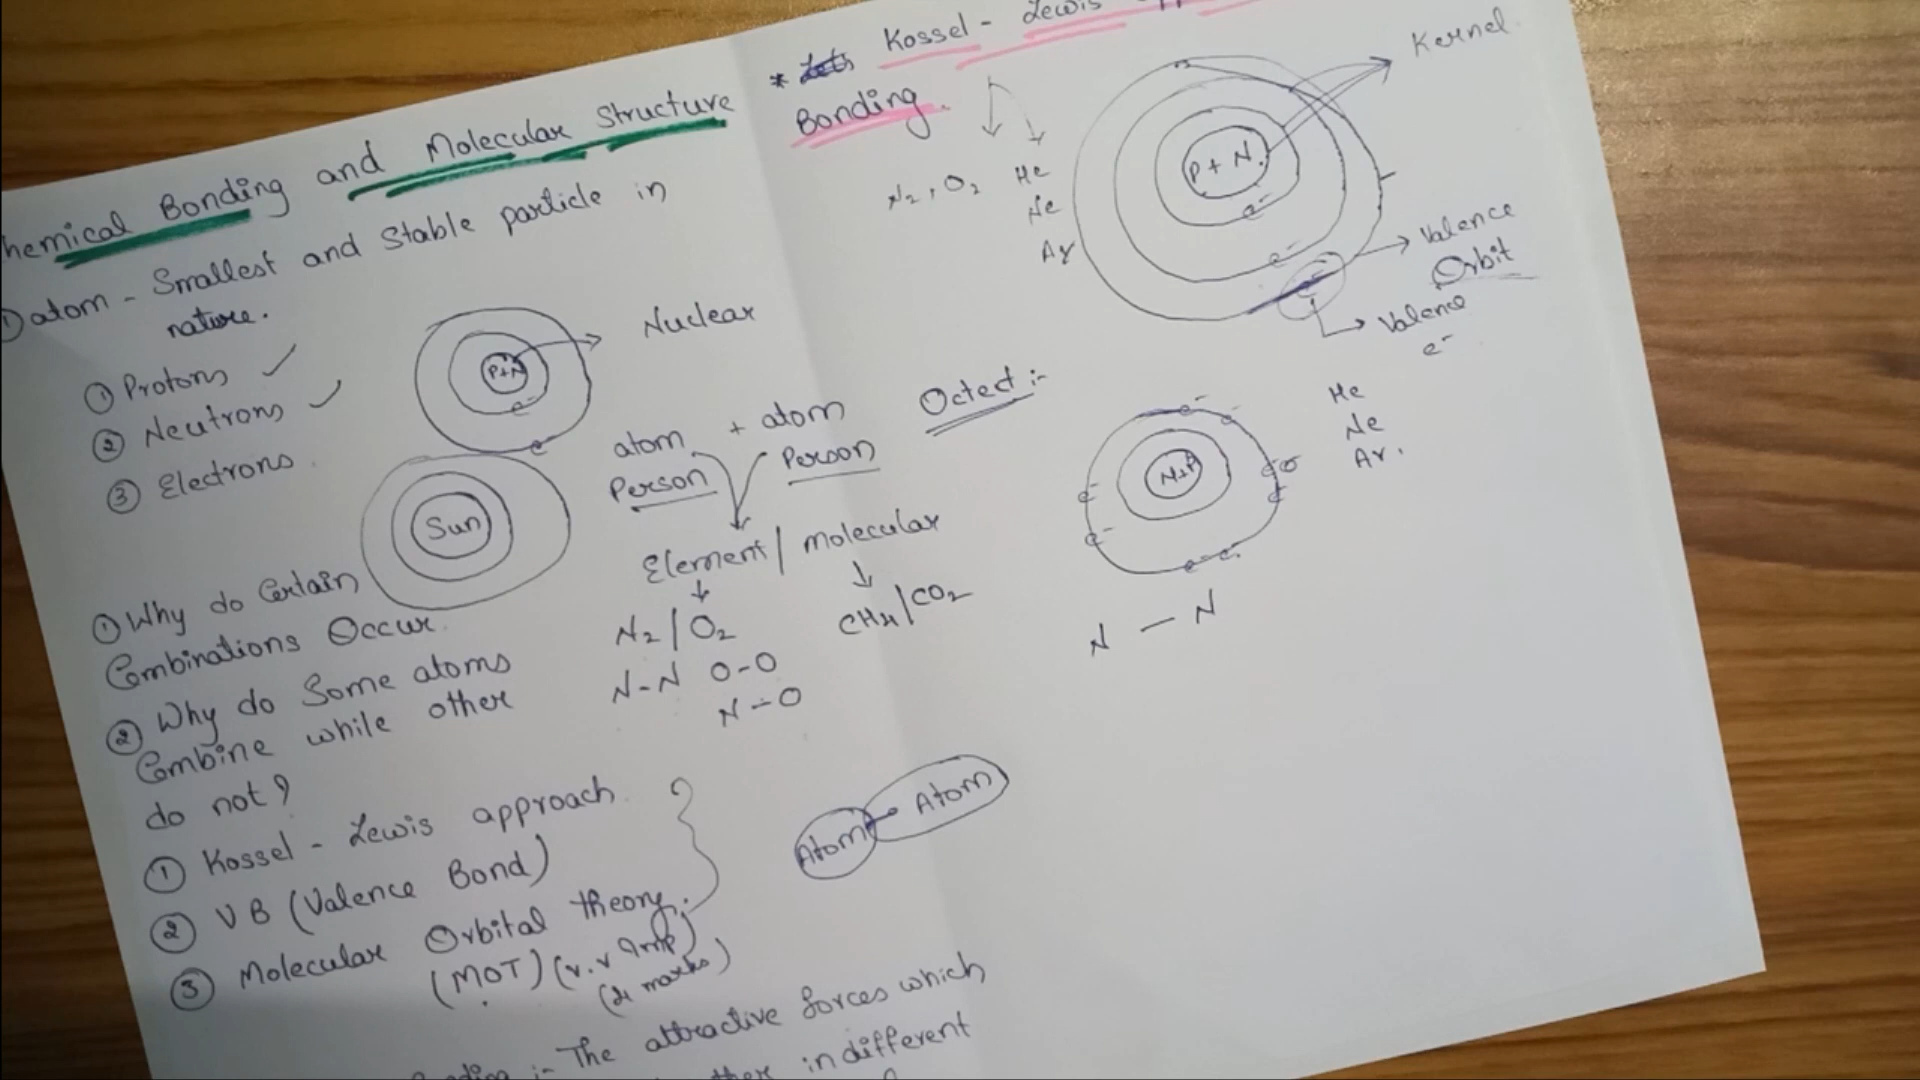 hemical Bonding and Molecular Structure
① atom - Smallest and Stable particle in
nature.
① Protons ✓
② Neutrons ✓
③ Electrons.
P+N
e-
e
Nuclear
Sun
atom + atom
Person Person
Element / molecular
N2 / O2
CH4 / CO2
N-N O-O
N-O
① Why do Certain
Combinations Occur.
② Why do Some atoms
Combine while other
do not?
① Kossel - Lewis approach
② VB (Valence Bond)
③ Molecular Orbital theory.
(MOT) (v.v Imp)
(4 marks)
Atom - Atom
:- The attractive forces which
in different
* Kossel - Lewis
Bonding.
N2, O2
He
Ne
Ar
P + N
e-
e-
Kernel
Valence
Orbit
Valence
e-
Octect :-
N+P
e-
e-
e-
e-
e-
e-
He
Ne
Ar.
N - N